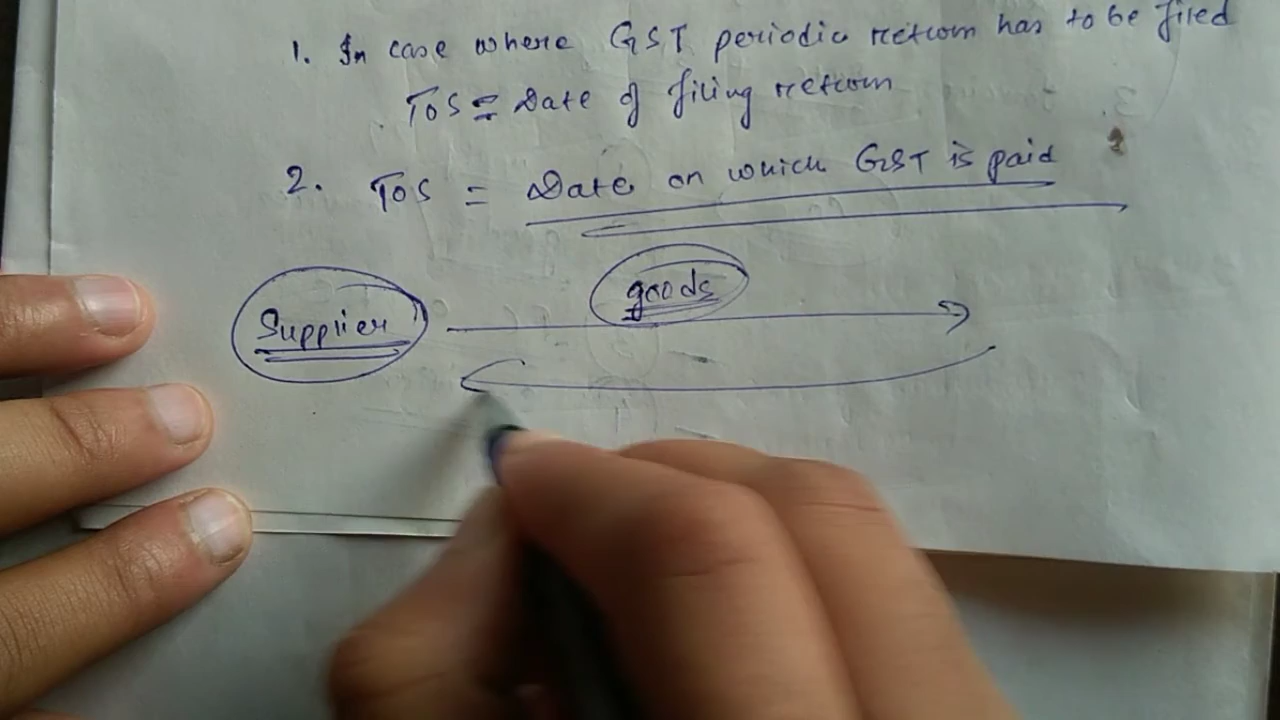 1. In case where GST periodic return has to be filed
TOS = Date of filing return
2. TOS = Date on which GST is paid
Supplier
goods